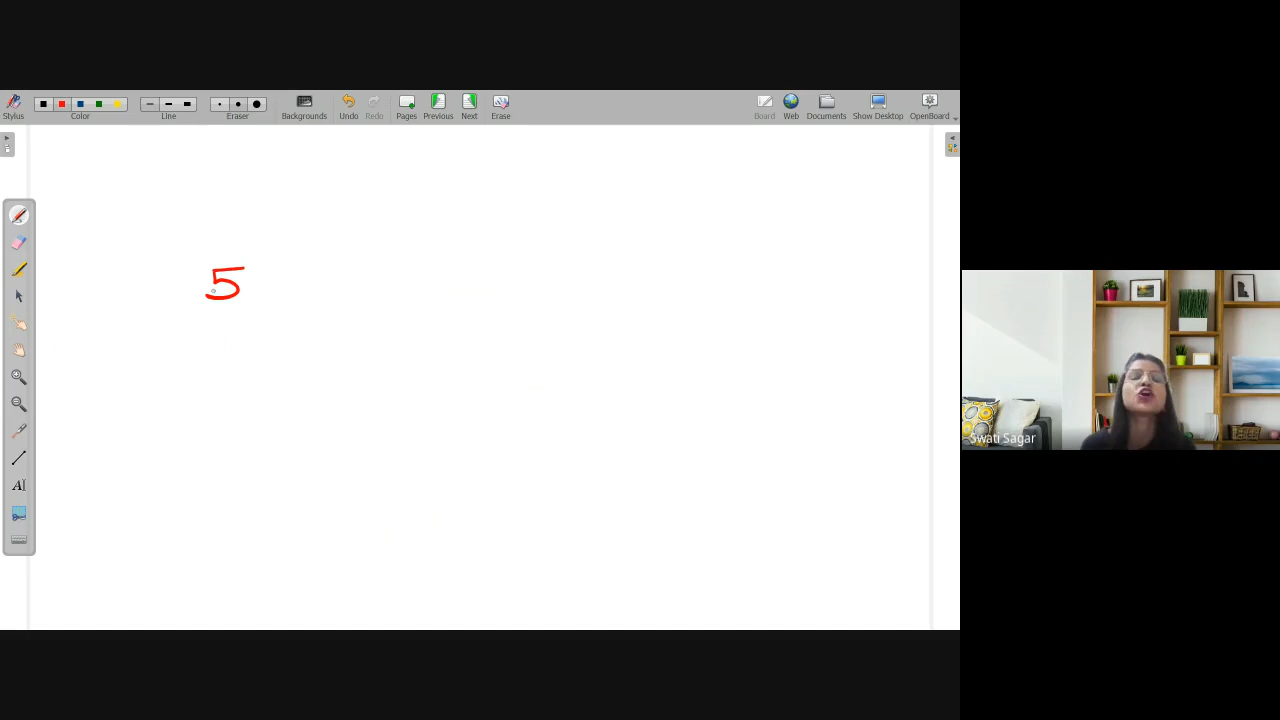 Stylus
Color
Line
Eraser
Backgrounds
Undo
Redo
Pages
Previous
Next
Erase
Board
Web
Documents
Show Desktop
OpenBoard
5
AI
Swati Sagar